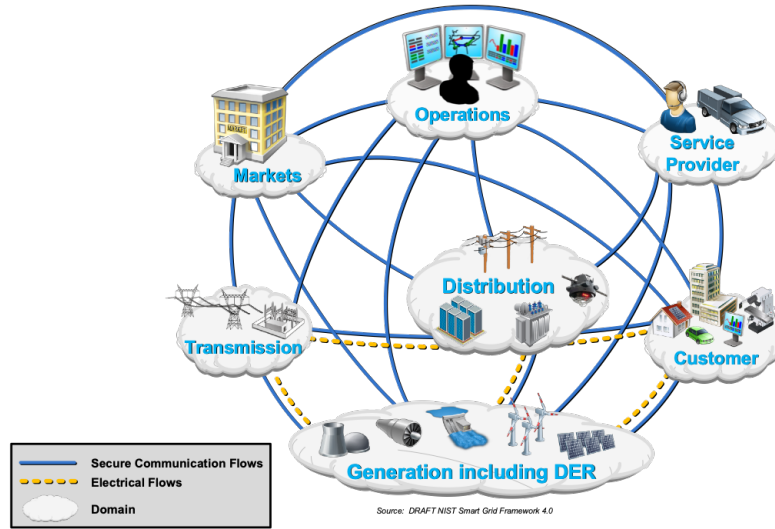 Operations
Markets
Service
Provider
Distribution
Transmission
Customer
Generation including DER
Secure Communication Flows
Electrical Flows
Domain
Source: DRAFT NIST Smart Grid Framework 4.0